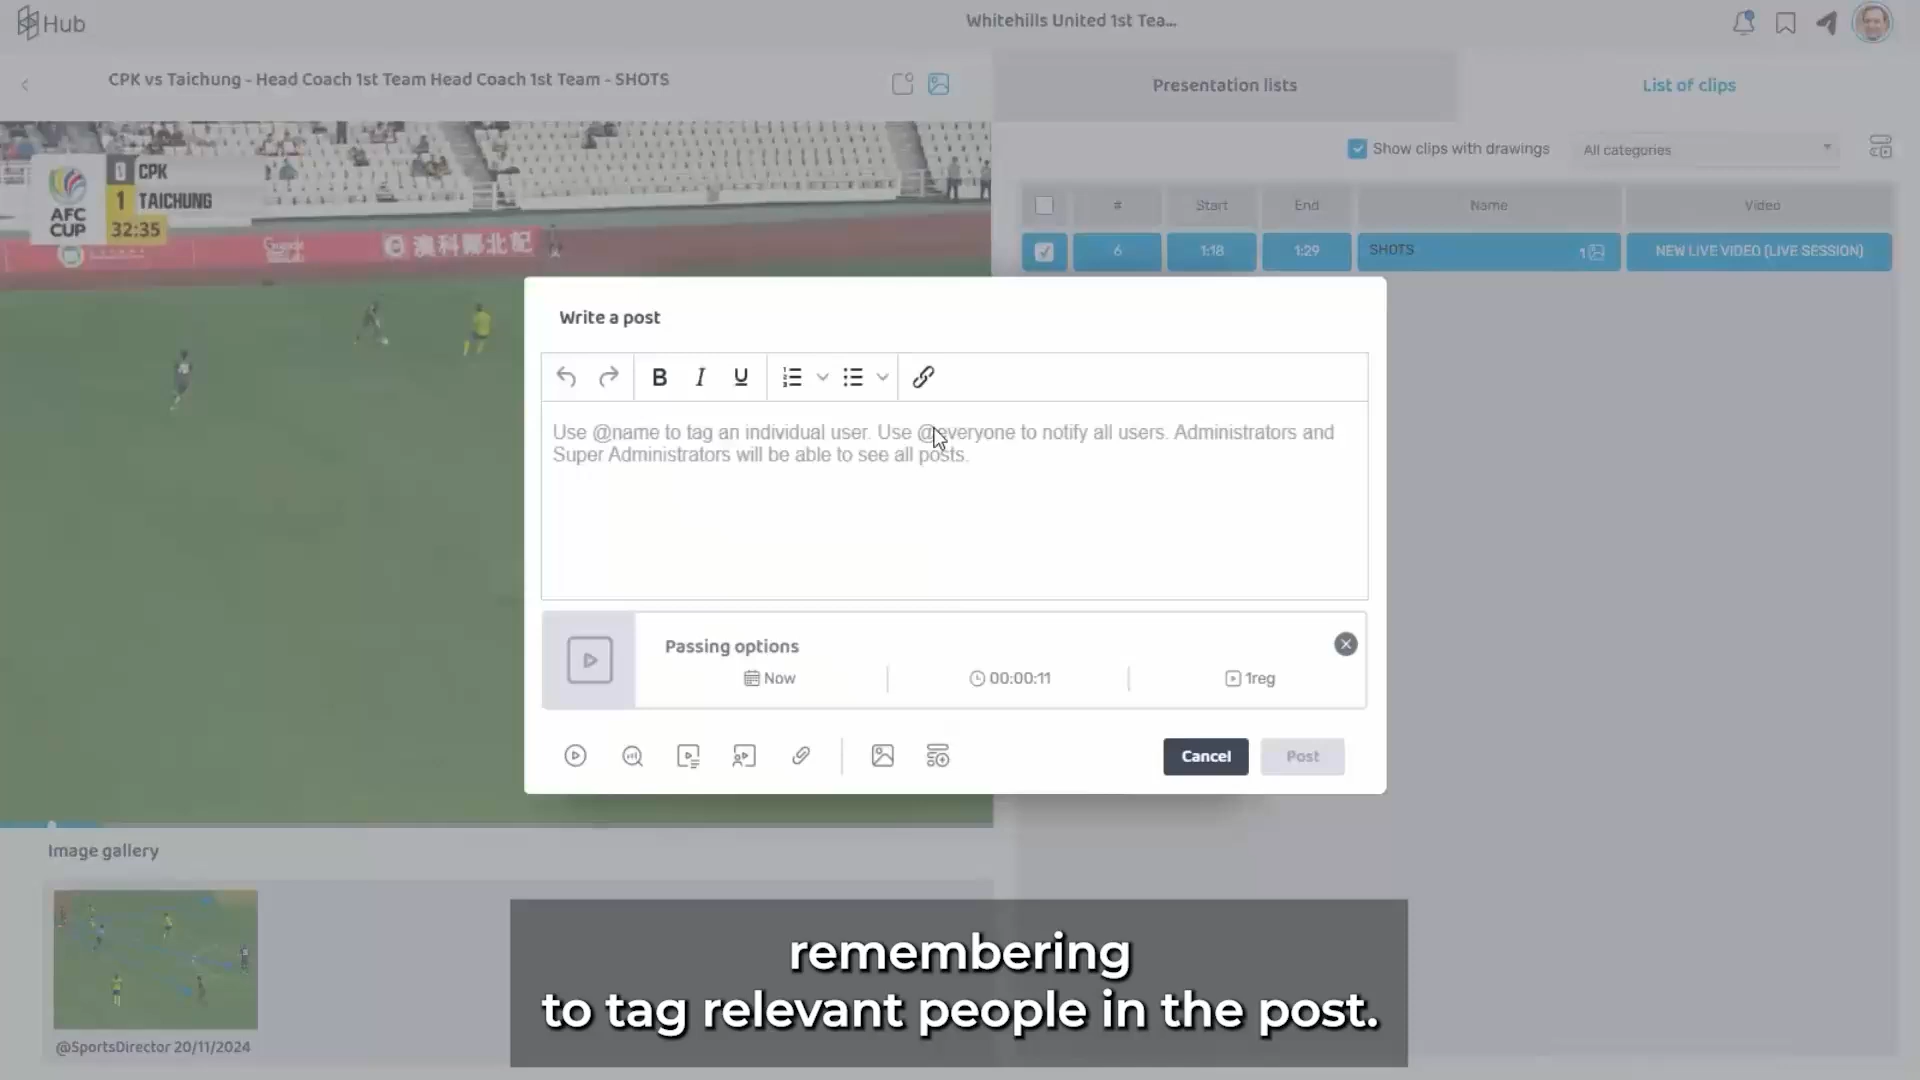 Hub
Whitehills United 1st Tea...
CPK vs Taichung - Head Coach 1st Team Head Coach 1st Team - SHOTS
Presentation lists
List of clips
Show clips with drawings
All categories
# Start End Name Video
6 1:18 1:29 SHOTS 1 NEW LIVE VIDEO (LIVE SESSION)
AFC
CUP
0 CPK
1 TAICHUNG
32:35
Write a post
B I U
Use @name to tag an individual user. Use @everyone to notify all users. Administrators and
Super Administrators will be able to see all posts.
Passing options
Now
00:00:11
1reg
Cancel
Post
Image gallery
@SportsDirector 20/11/2024
remembering
to tag relevant people in the post.